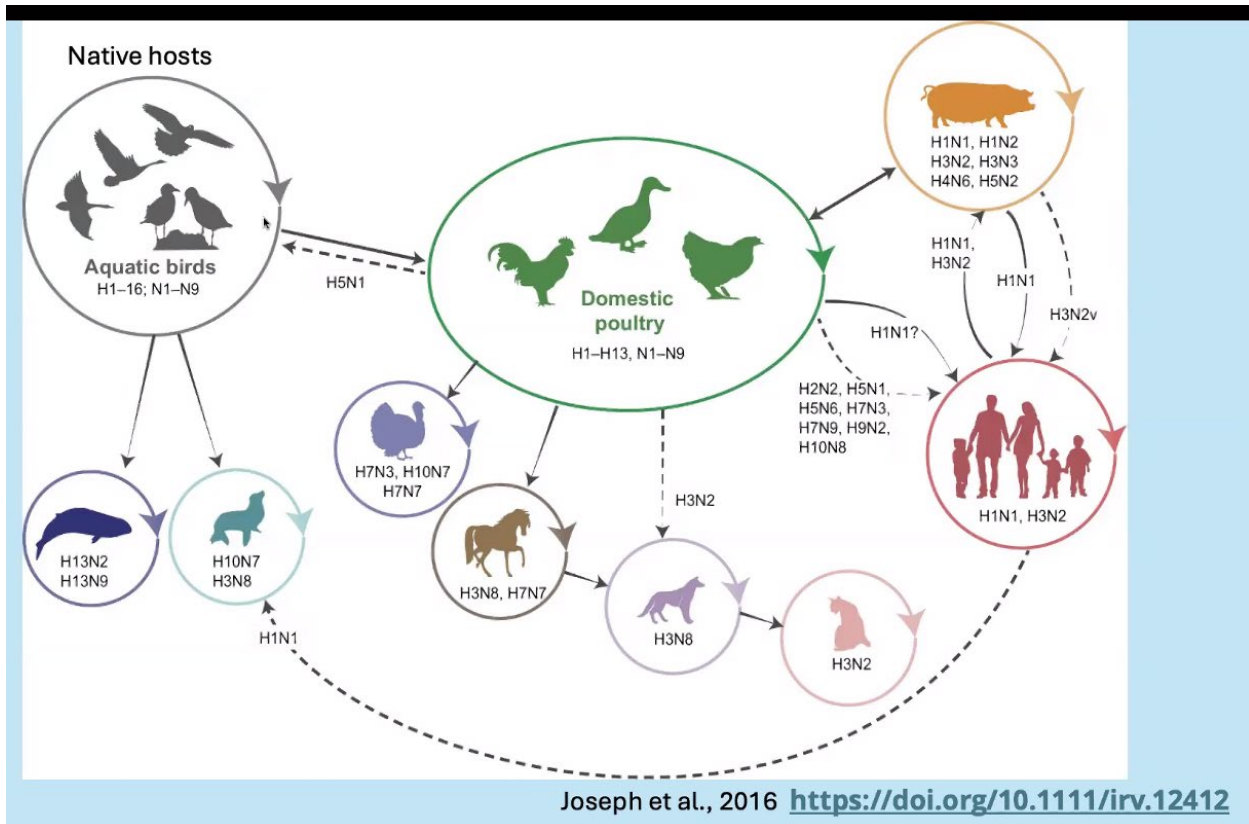 Native hosts
Aquatic birds
H1–16; N1–N9
H5N1
Domestic
poultry
H1–H13, N1–N9
H1N1, H1N2
H3N2, H3N3
H4N6, H5N2
H1N1,
H3N2
H1N1
H3N2v
H1N1?
H2N2, H5N1,
H5N6, H7N3,
H7N9, H9N2,
H10N8
H1N1, H3N2
H7N3, H10N7
H7N7
H3N2
H13N2
H13N9
H10N7
H3N8
H3N8, H7N7
H3N8
H3N2
H1N1
Joseph et al., 2016 https://doi.org/10.1111/irv.12412